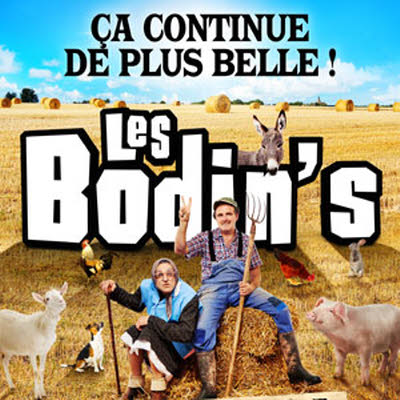 ÇA CONTINUE
DE PLUS BELLE !
Les
Bodin's